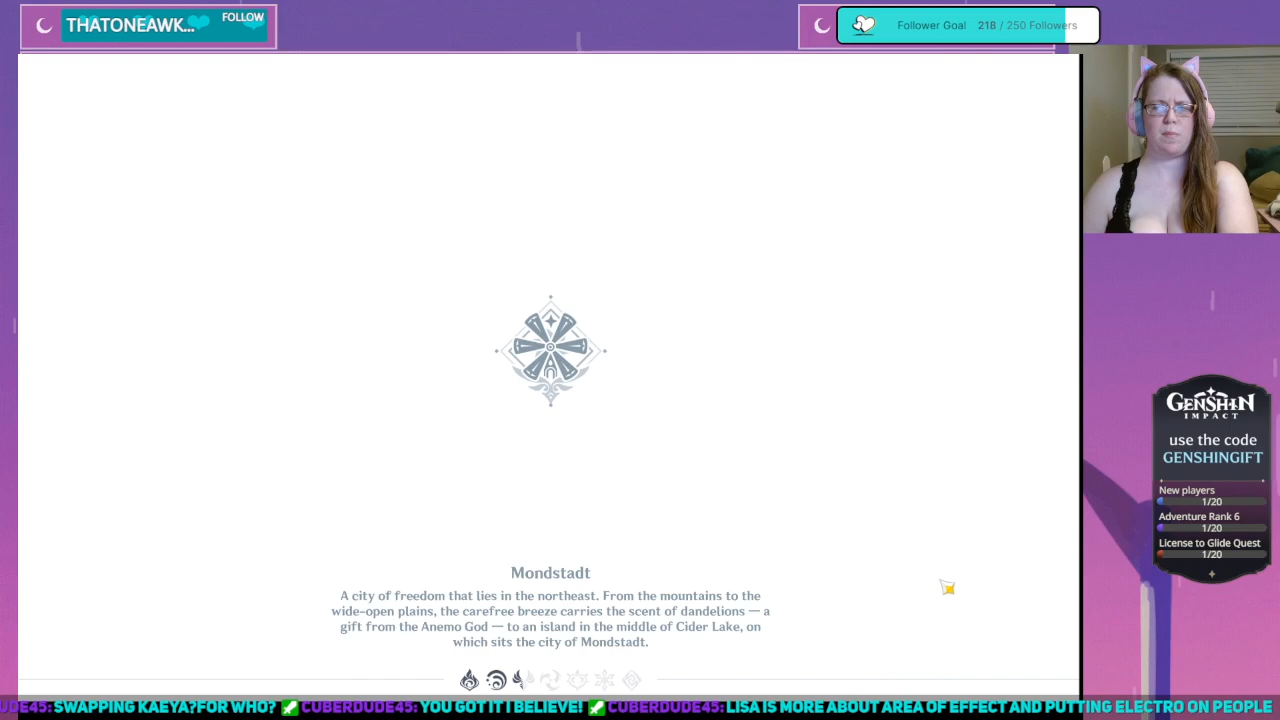 THATONEAWK...
FOLLOW
Follower Goal 218 / 250 Followers
GENSHIN
IMPACT
use the code
GENSHINGIFT
New players
1/20
Adventure Rank 6
1/20
License to Glide Quest
1/20
Mondstadt
A city of freedom that lies in the northeast. From the mountains to the
wide-open plains, the carefree breeze carries the scent of dandelions — a
gift from the Anemo God — to an island in the middle of Cider Lake, on
which sits the city of Mondstadt.
UDE45: SWAPPING KAEYA?FOR WHO? CUBERDUDE45: YOU GOT IT I BELIEVE! CUBERDUDE45: LISA IS MORE ABOUT AREA OF EFFECT AND PUTTING ELECTRO ON PEOPLE